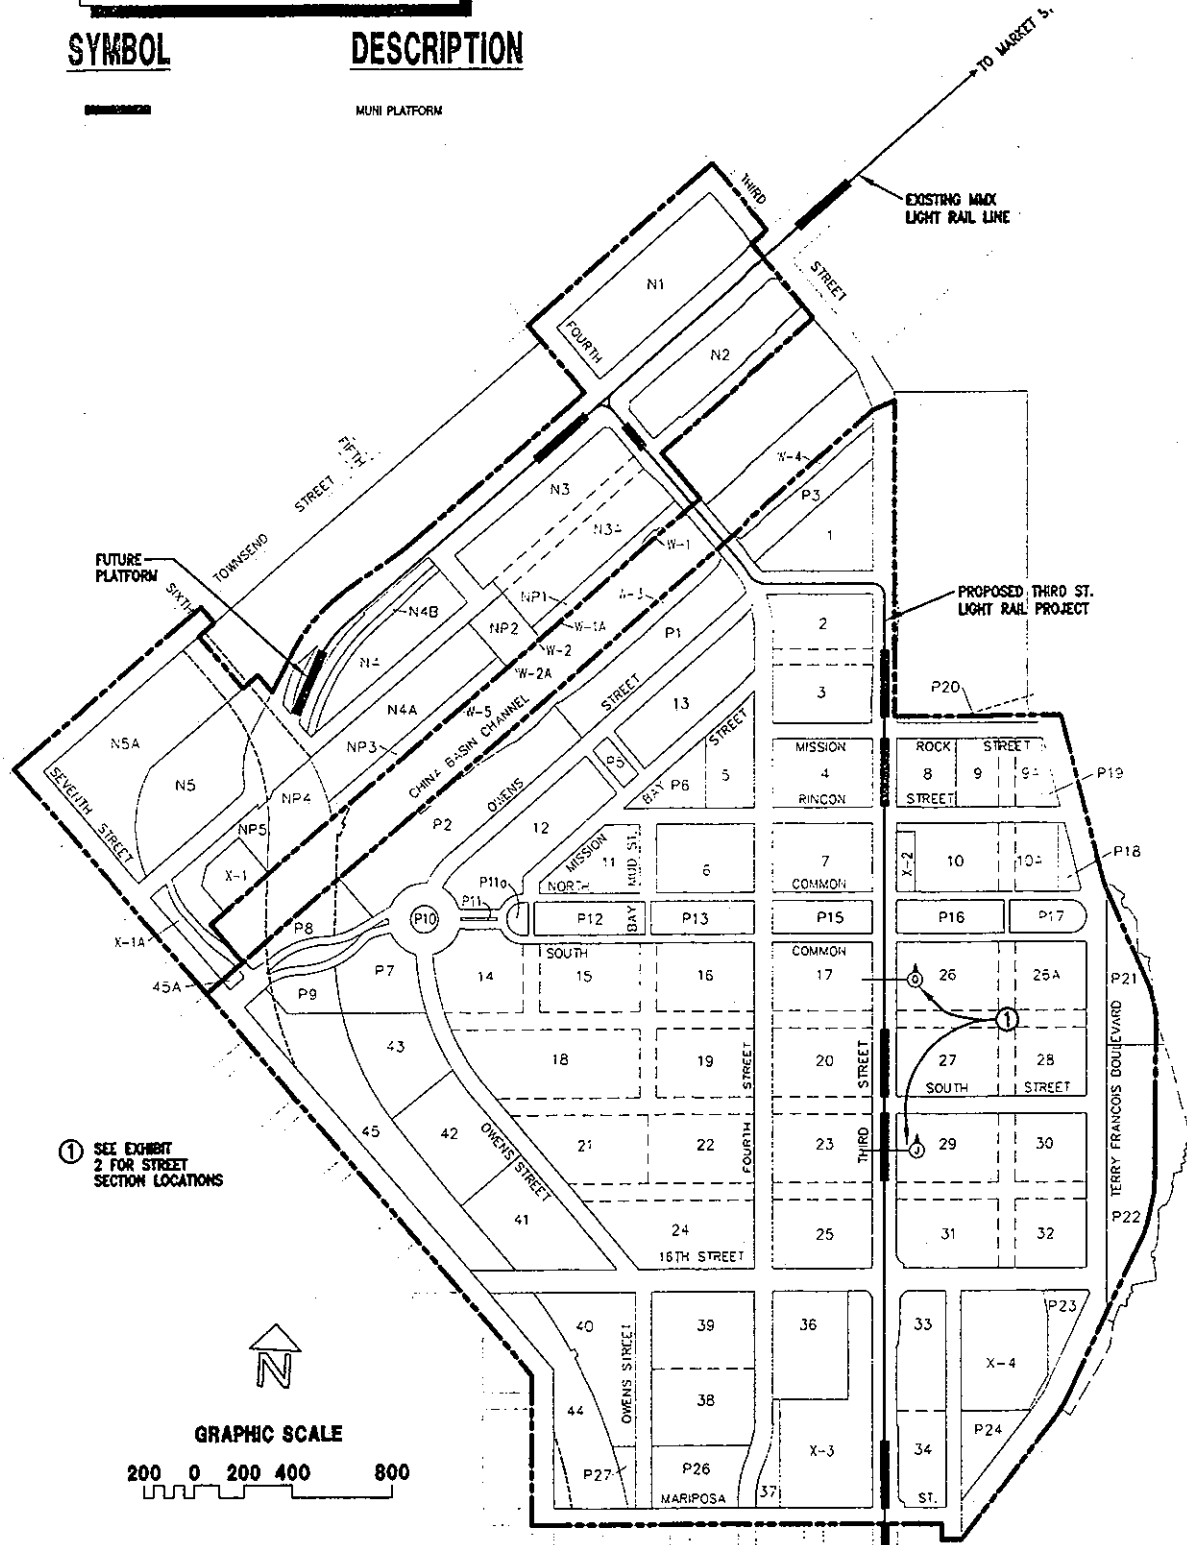 SYMBOL DESCRIPTION
MUNI PLATFORM
TO MARKET S
THIRD
STREET
EXISTING MMX
LIGHT RAIL LINE
N1
FOURTH
N2
FIFTH
STREET
TOWNSEND
SIXTH
FUTURE
PLATFORM
N3
N3A
W-4
P3
1
W-1
N4B
NP1
W-3
NP2
W-1A
P1
W-2
N4
W-2A
PROPOSED THIRD ST.
LIGHT RAIL PROJECT
2
3
P20
N4A
W-5
STREET
13
N5A
NP3
CHINA BASIN CHANNEL
STREET
MISSION ROCK STREET
N5
SEVENTH STREET
NP4
OWENS
BAY P6 5
4
8 9 9A
P19
RINCON STREET
NP5
P2
12
MISSION
11
MUD ST.
6
7
X-2
10
10A
P18
X-1
NORTH COMMON
P11a
P11
P10
P12
BAY
P13
P15
P16
P17
X-1A
P8
P7
SOUTH COMMON
14
15
16
17
O
26
P21
45A
P9
1
43
18
19
20
27
28
SOUTH STREET
FOURTH STREET
THIRD STREET
TERRY FRANCOIS BOULEVARD
1 SEE EXHIBIT
2 FOR STREET
SECTION LOCATIONS
45
42
OWENS STREET
21
22
23
J
29
30
41
24
25
31
32
P22
16TH STREET
40
OWENS STREET
39
36
33
P23
X-4
N
44
38
X-3
34
P24
P27
P26
37
MARIPOSA ST.
GRAPHIC SCALE
200 0 200 400 800